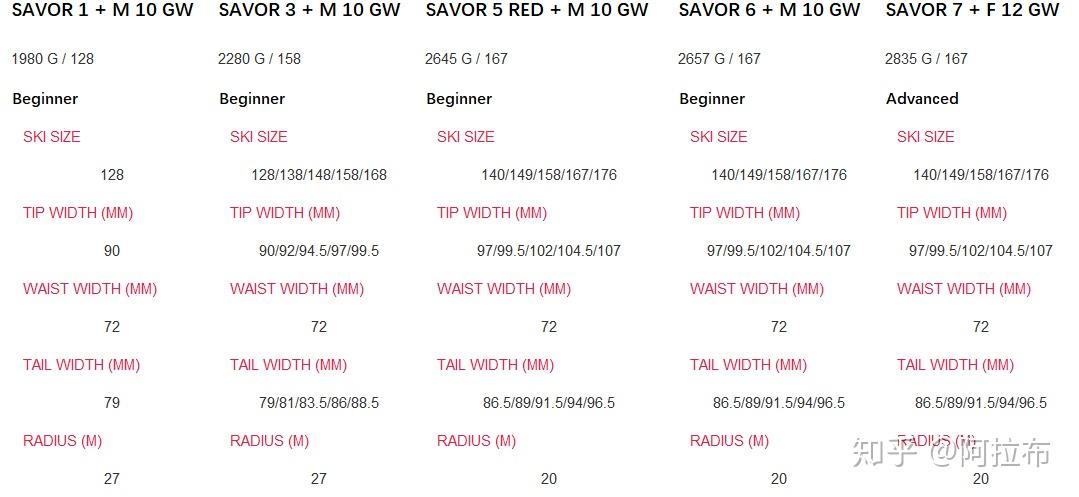 SAVOR 1 + M 10 GW SAVOR 3 + M 10 GW SAVOR 5 RED + M 10 GW SAVOR 6 + M 10 GW SAVOR 7 + F 12 GW
1980 G / 128 2280 G / 158 2645 G / 167 2657 G / 167 2835 G / 167
Beginner Beginner Beginner Beginner Advanced
SKI SIZE SKI SIZE SKI SIZE SKI SIZE SKI SIZE
128 128/138/148/158/168 140/149/158/167/176 140/149/158/167/176 140/149/158/167/176
TIP WIDTH (MM) TIP WIDTH (MM) TIP WIDTH (MM) TIP WIDTH (MM) TIP WIDTH (MM)
90 90/92/94.5/97/99.5 97/99.5/102/104.5/107 97/99.5/102/104.5/107 97/99.5/102/104.5/107
WAIST WIDTH (MM) WAIST WIDTH (MM) WAIST WIDTH (MM) WAIST WIDTH (MM) WAIST WIDTH (MM)
72 72 72 72 72
TAIL WIDTH (MM) TAIL WIDTH (MM) TAIL WIDTH (MM) TAIL WIDTH (MM) TAIL WIDTH (MM)
79 79/81/83.5/86/88.5 86.5/89/91.5/94/96.5 86.5/89/91.5/94/96.5 86.5/89/91.5/94/96.5
RADIUS (M) RADIUS (M) RADIUS (M) RADIUS (M) RADIUS (M)
知乎 @阿拉布
27 27 20 20 20